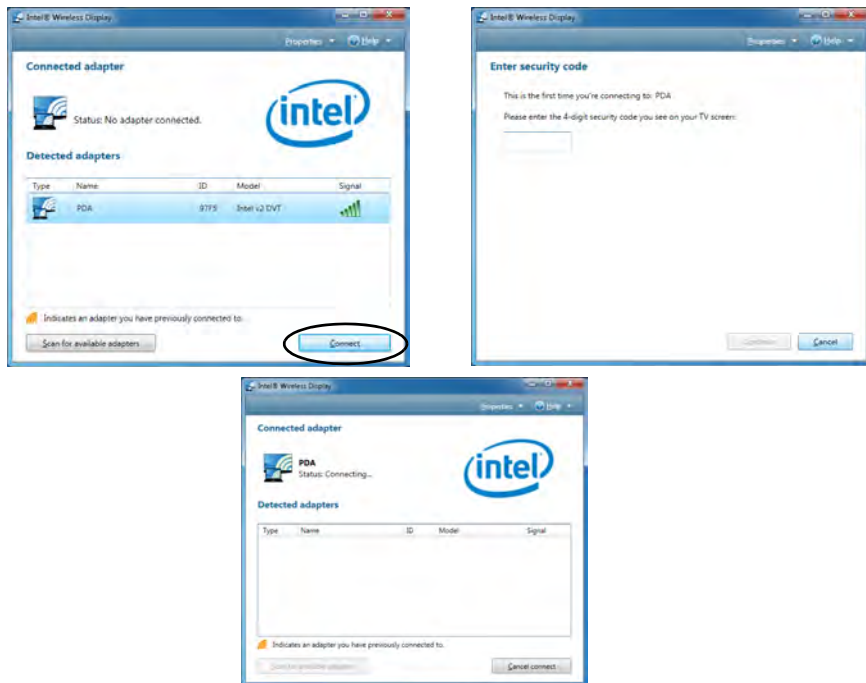 Intel® Wireless Display
Properties Help
Connected adapter
Status: No adapter connected.
intel
Detected adapters
Type Name ID Model Signal
PDA 97F5 Intel v2 DVT
Indicates an adapter you have previously connected to.
Scan for available adapters Connect
Intel® Wireless Display
Properties Help
Enter security code
This is the first time you're connecting to: PDA
Please enter the 4-digit security code you see on your TV screen:
Continue Cancel
Intel® Wireless Display
Properties Help
Connected adapter
PDA
Status: Connecting...
intel
Detected adapters
Type Name ID Model Signal
Indicates an adapter you have previously connected to.
Scan for available adapters Cancel connect